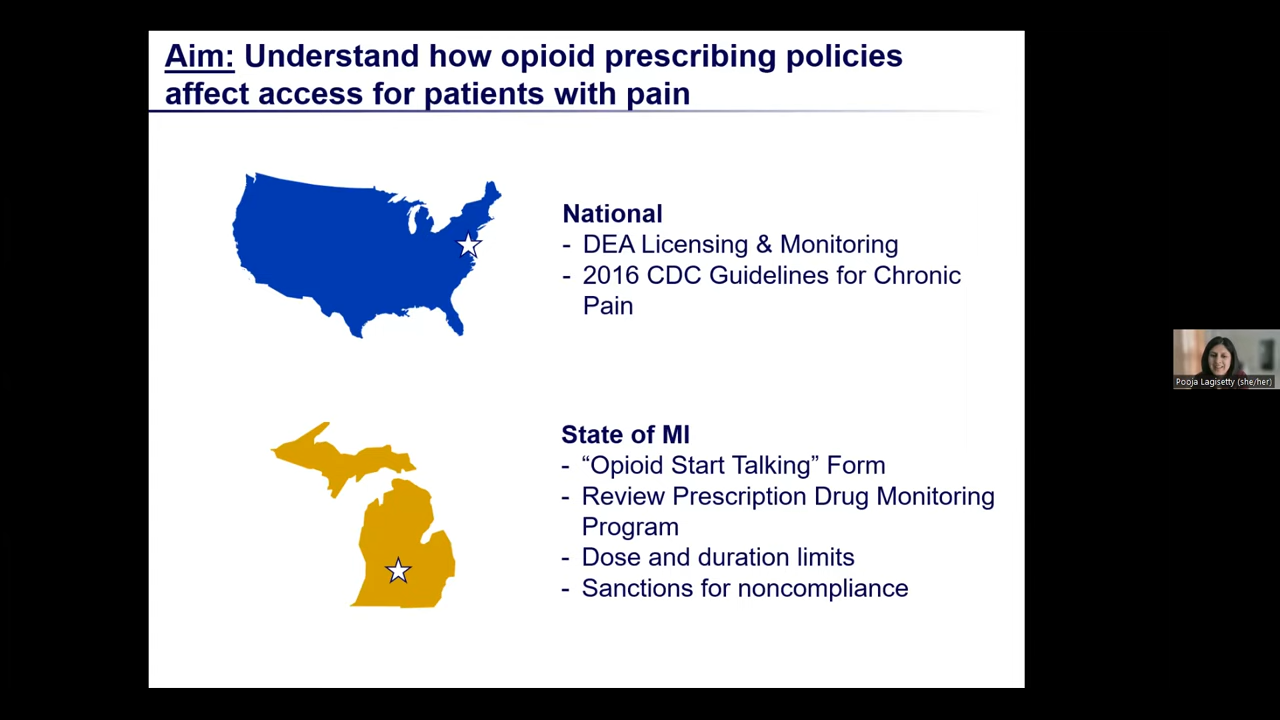 Aim: Understand how opioid prescribing policies
affect access for patients with pain
National
- DEA Licensing & Monitoring
- 2016 CDC Guidelines for Chronic
Pain
State of MI
- “Opioid Start Talking” Form
- Review Prescription Drug Monitoring
Program
- Dose and duration limits
- Sanctions for noncompliance
Pooja Lagisetty (she/her)